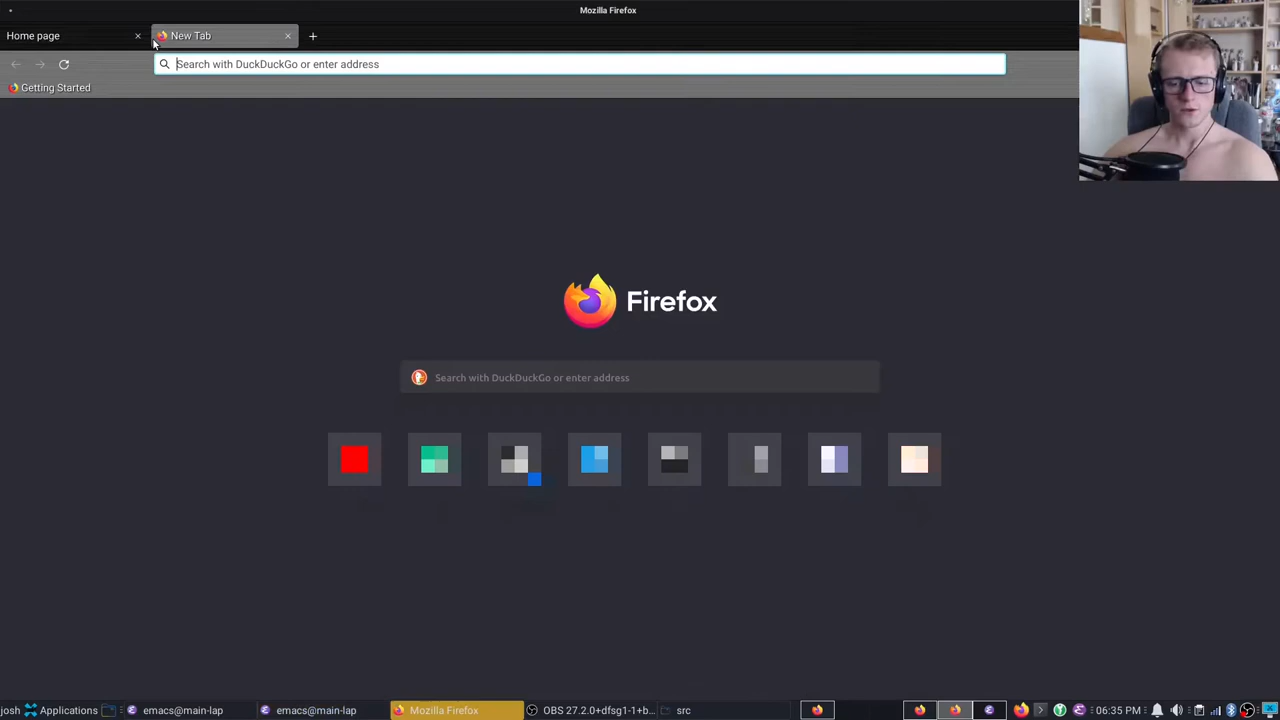 Mozilla Firefox
Home page
New Tab
Search with DuckDuckGo or enter address
Getting Started
Firefox
Search with DuckDuckGo or enter address
josh Applications emacs@main-lap emacs@main-lap Mozilla Firefox OBS 27.2.0+dfsg1-1+b... src 06:35 PM